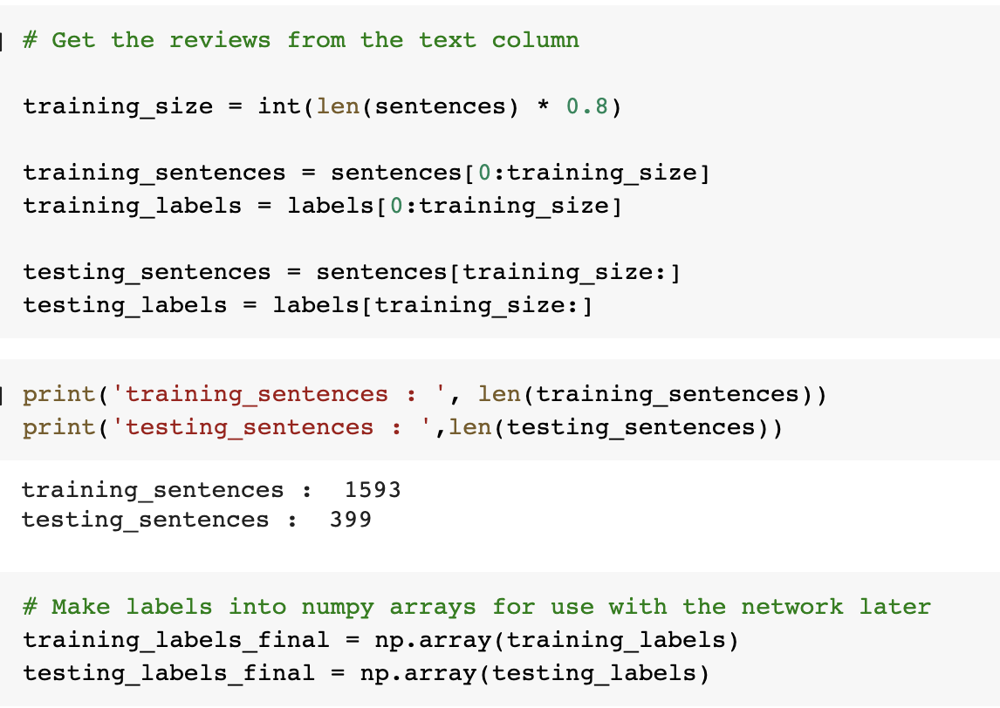 # Get the reviews from the text column
training_size = int(len(sentences) * 0.8)
training_sentences = sentences[0:training_size]
training_labels = labels[0:training_size]
testing_sentences = sentences[training_size:]
testing_labels = labels[training_size:]
print('training_sentences : ', len(training_sentences))
print('testing_sentences : ',len(testing_sentences))
training_sentences :  1593
testing_sentences :  399
# Make labels into numpy arrays for use with the network later
training_labels_final = np.array(training_labels)
testing_labels_final = np.array(testing_labels)